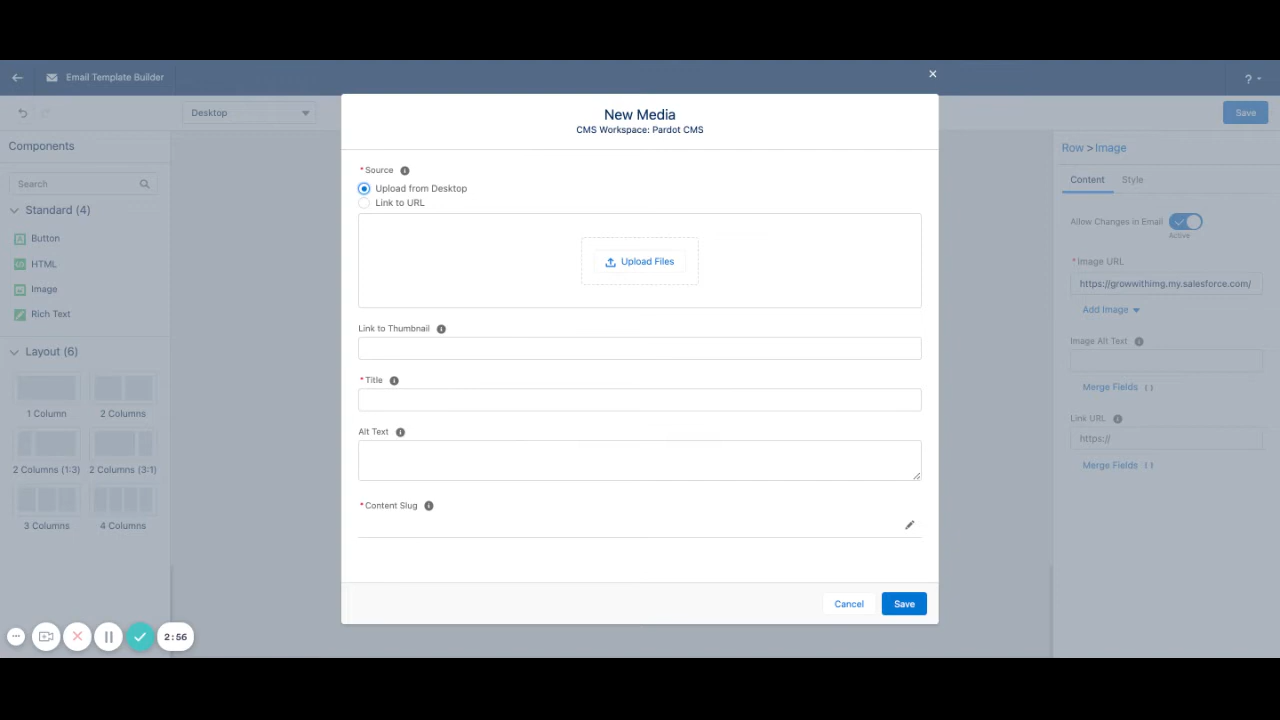 Email Template Builder
?
Desktop
Save
Components
Search
Standard (4)
Button
HTML
Image
Rich Text
Layout (6)
1 Column
2 Columns
2 Columns (1:3)
2 Columns (3:1)
3 Columns
4 Columns
New Media
CMS Workspace: Pardot CMS
* Source
Upload from Desktop
Link to URL
Upload Files
Link to Thumbnail
* Title
Alt Text
* Content Slug
Cancel
Save
Row > Image
Content
Style
Allow Changes in Email
Active
* Image URL
https://growwithimg.my.salesforce.com/
Add Image
Image Alt Text
Merge Fields { }
Link URL
https://
Merge Fields { }
2:56